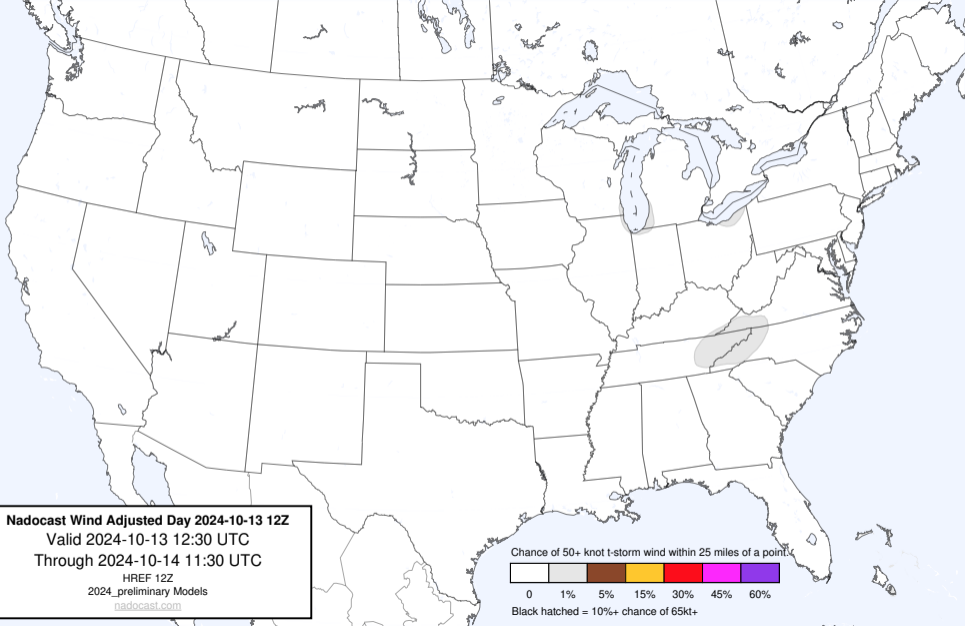 Nadocast Wind Adjusted Day 2024-10-13 12Z
Valid 2024-10-13 12:30 UTC
Through 2024-10-14 11:30 UTC
HREF 12Z
2024_preliminary Models
nadocast.com
Chance of 50+ knot t-storm wind within 25 miles of a point.
0 1% 5% 15% 30% 45% 60%
Black hatched = 10%+ chance of 65kt+